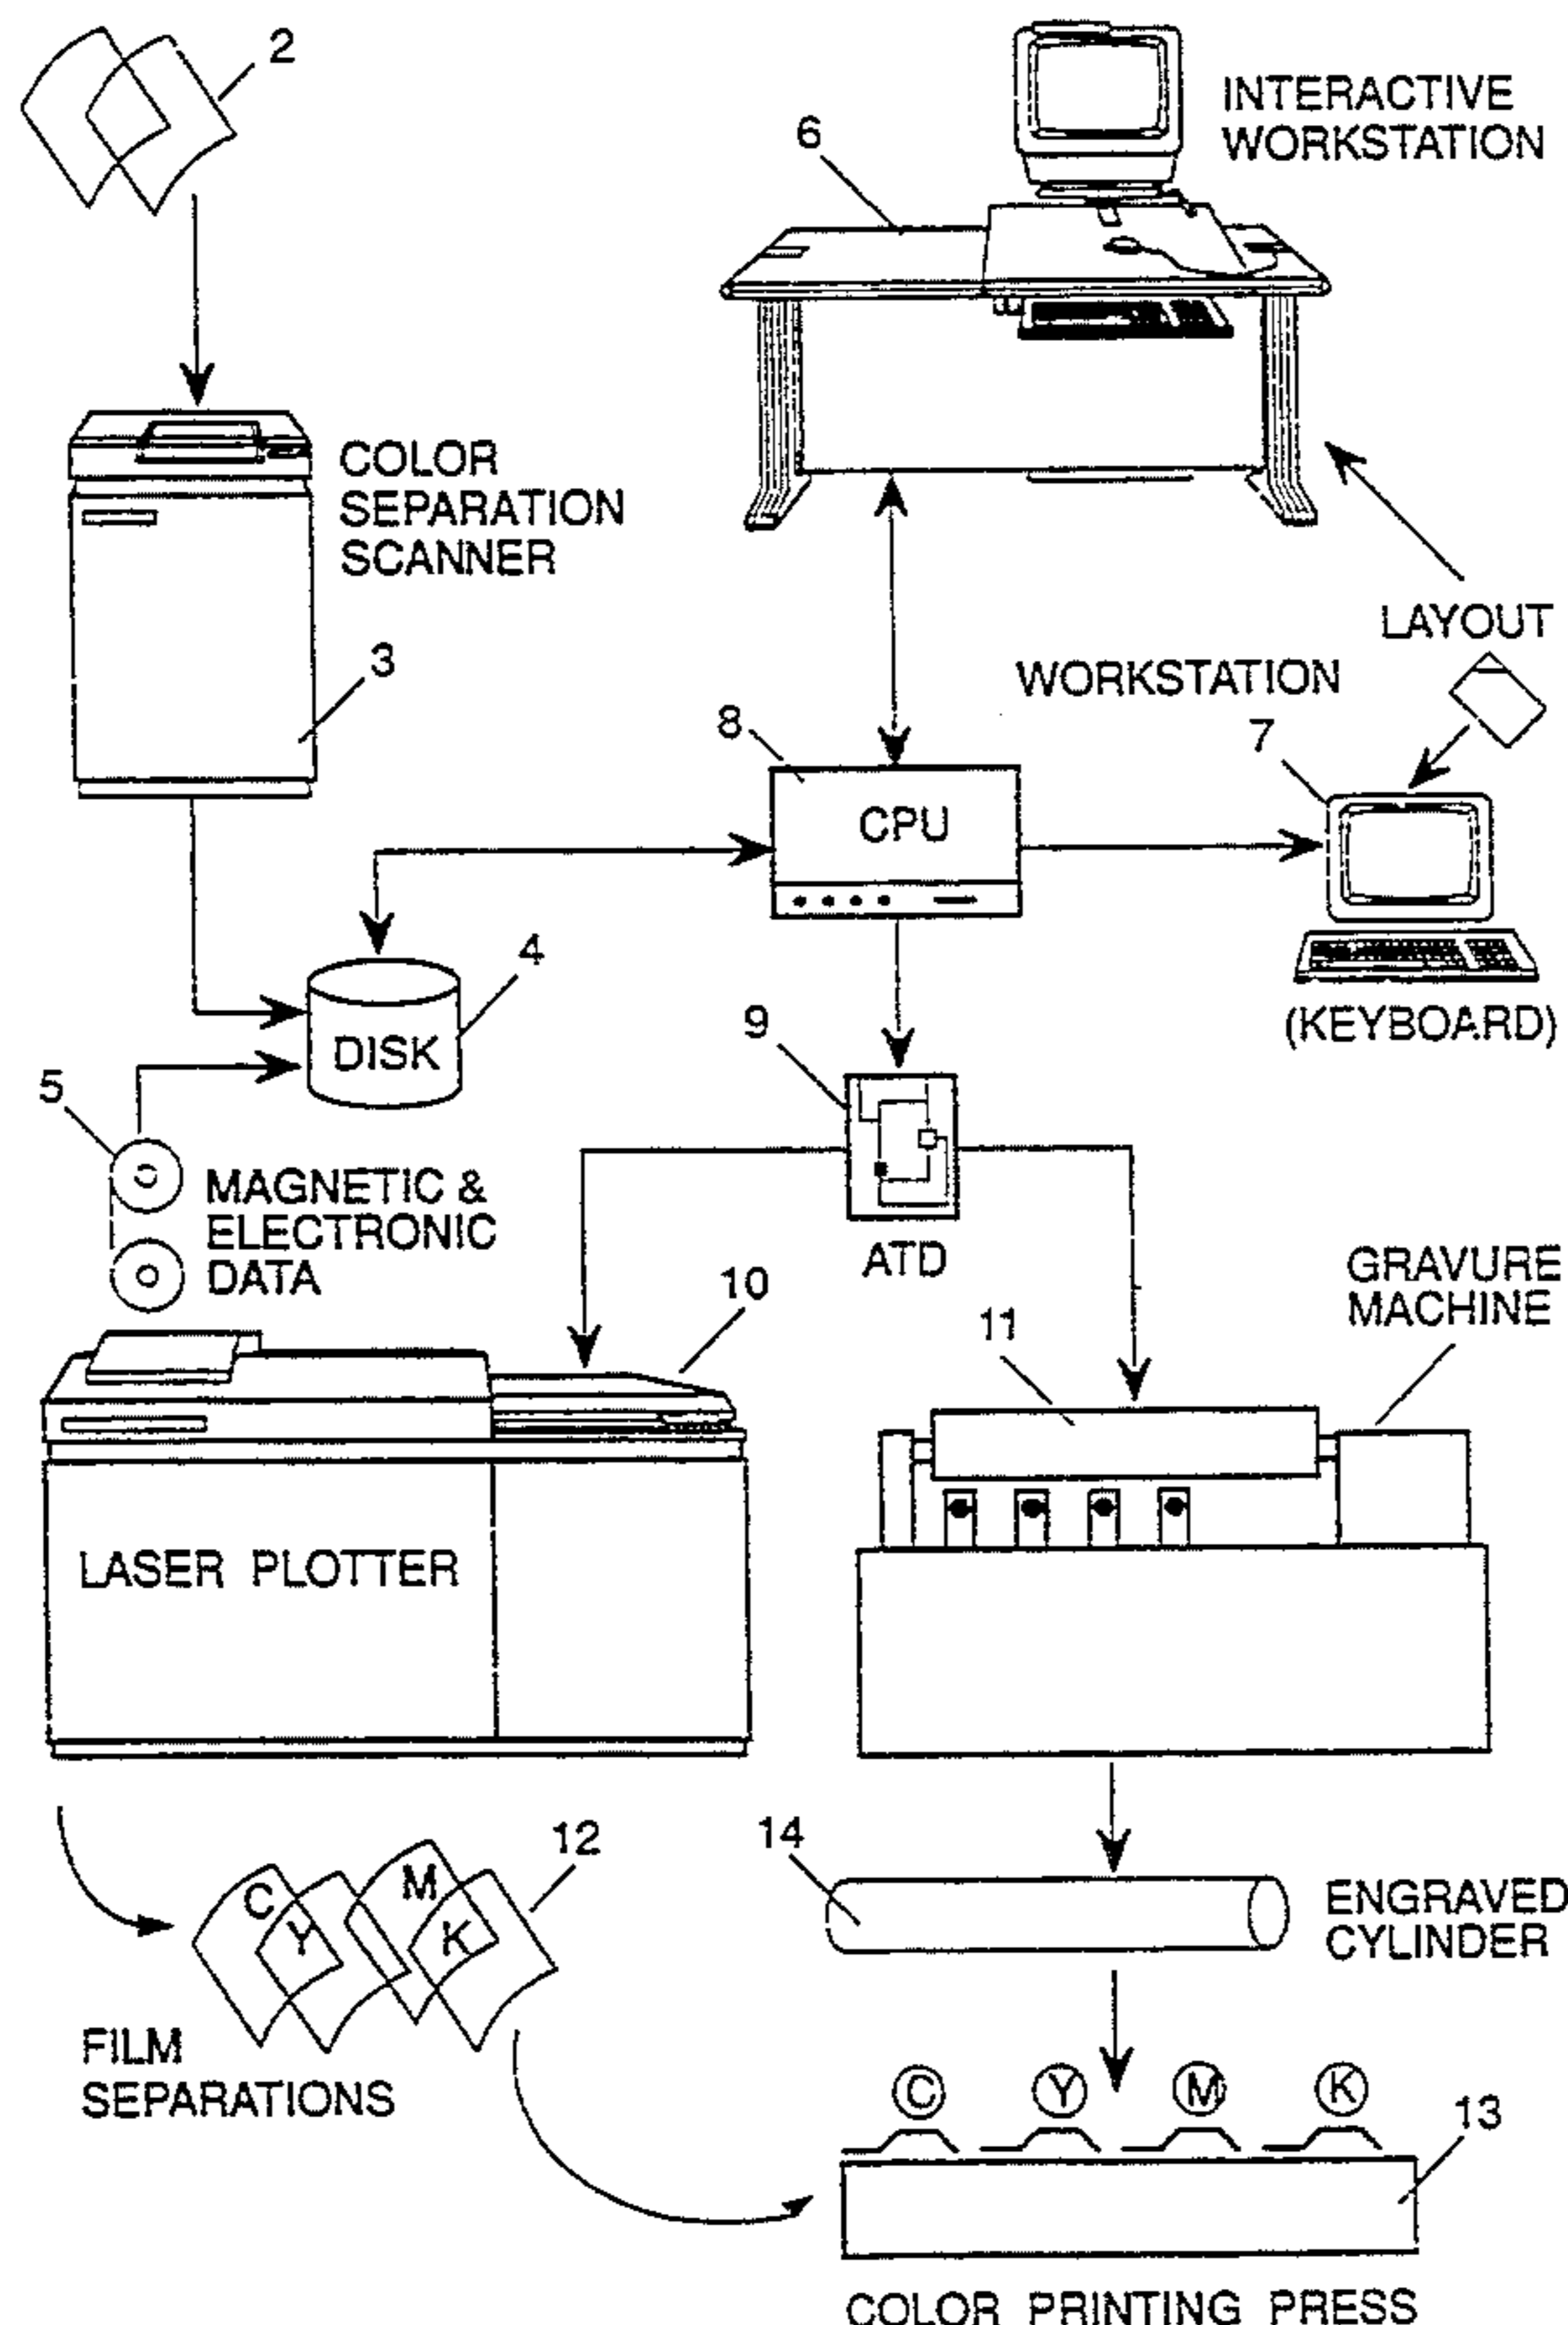 2
INTERACTIVE
WORKSTATION
6
COLOR
SEPARATION
SCANNER
3
LAYOUT
WORKSTATION
7
8
CPU
(KEYBOARD)
4
DISK
9
ATD
5
MAGNETIC &
ELECTRONIC
DATA
10
LASER PLOTTER
11
GRAVURE
MACHINE
12
C
Y
M
K
FILM
SEPARATIONS
14
ENGRAVED
CYLINDER
C
Y
M
K
13
COLOR PRINTING PRESS